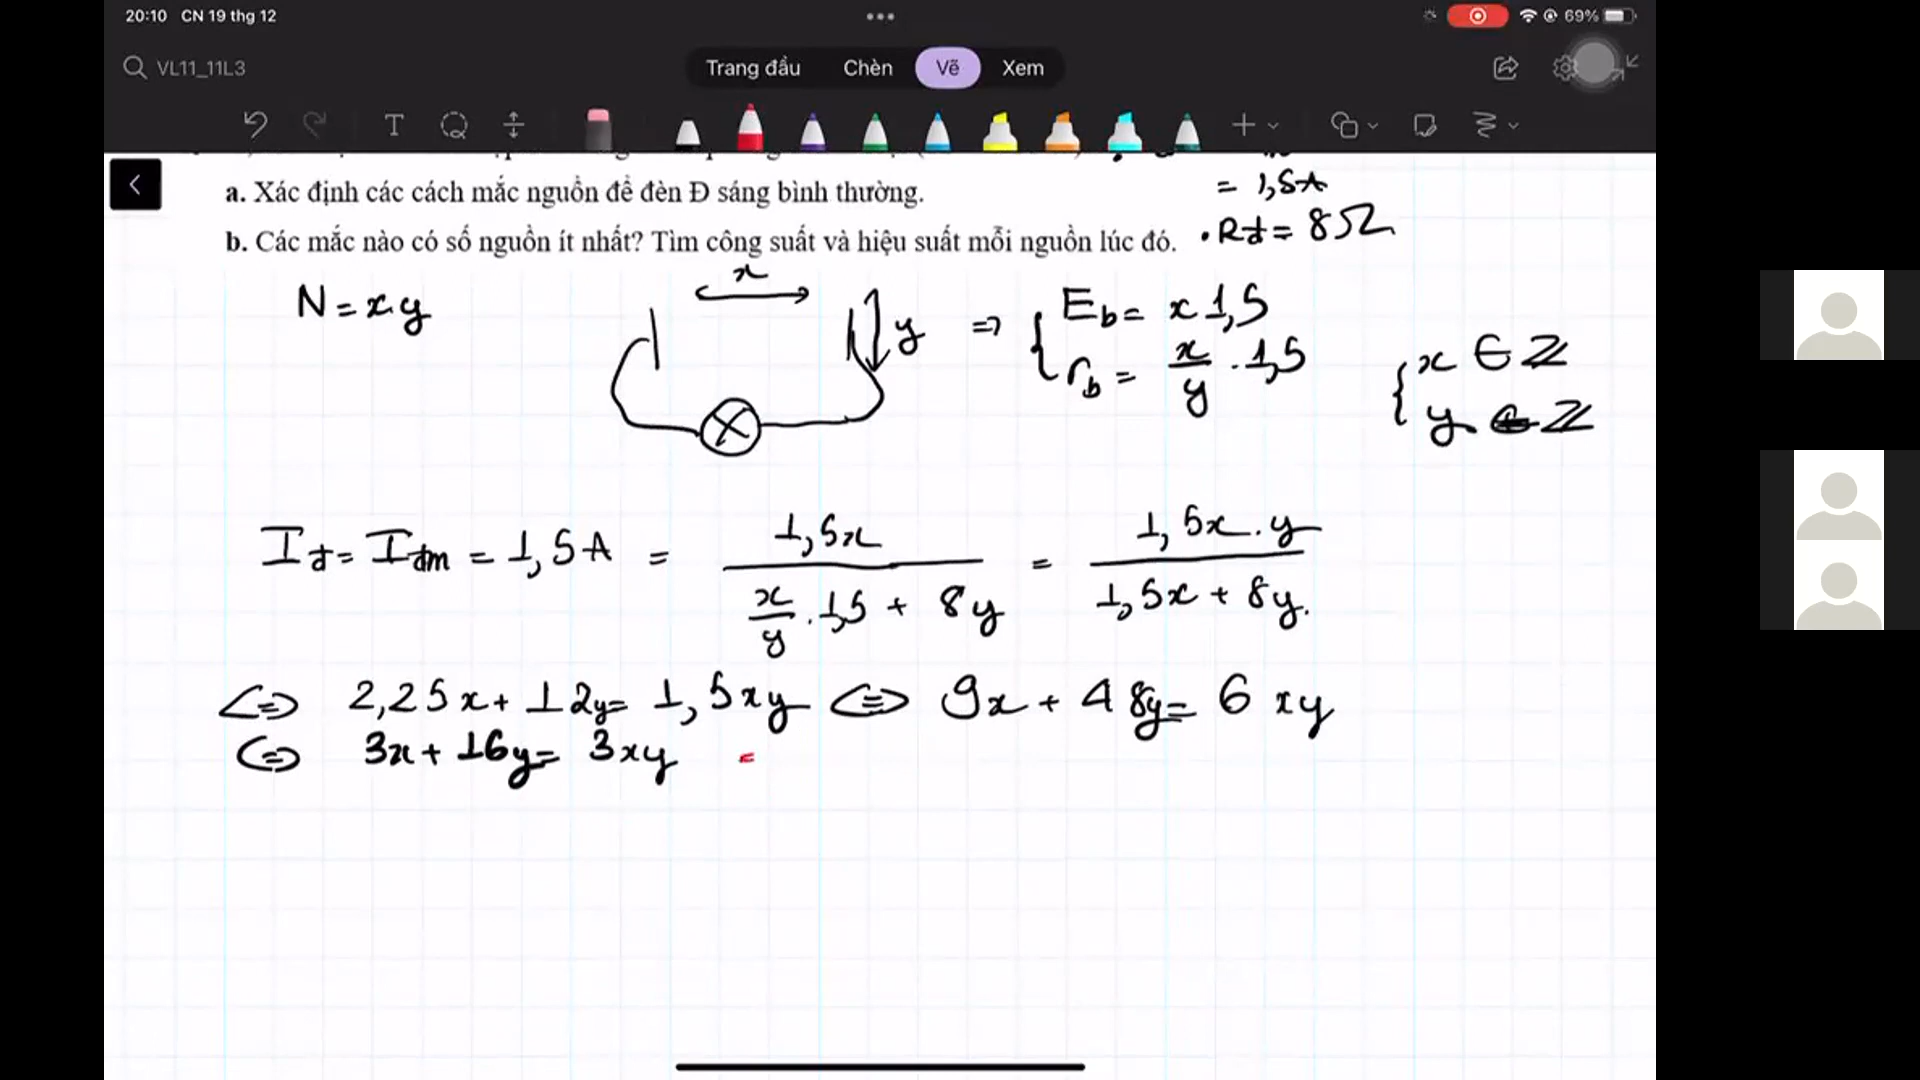 20:10 CN 19 thg 12
69%
VL11_11L3
Trang đầu Chèn Vẽ Xem
= 1,5A
a. Xác định các cách mắc nguồn để đèn Đ sáng bình thường.
• Rđ = 8Ω
b. Các mắc nào có số nguồn ít nhất? Tìm công suất và hiệu suất mỗi nguồn lúc đó.
N = x.y
x
y
=> { Eb = x 1,5
rb = x/y . 1,5
{ x ∈ ℤ
y ∈ ℤ
Iđ = Iđm = 1,5A = 1,5x / (x/y . 1,5 + 8y) = 1,5x.y / (1,5x + 8y.)
<=> 2,25x + 12y = 1,5xy <=> 9x + 48y = 6xy
<=> 3x + 16y = 3xy =